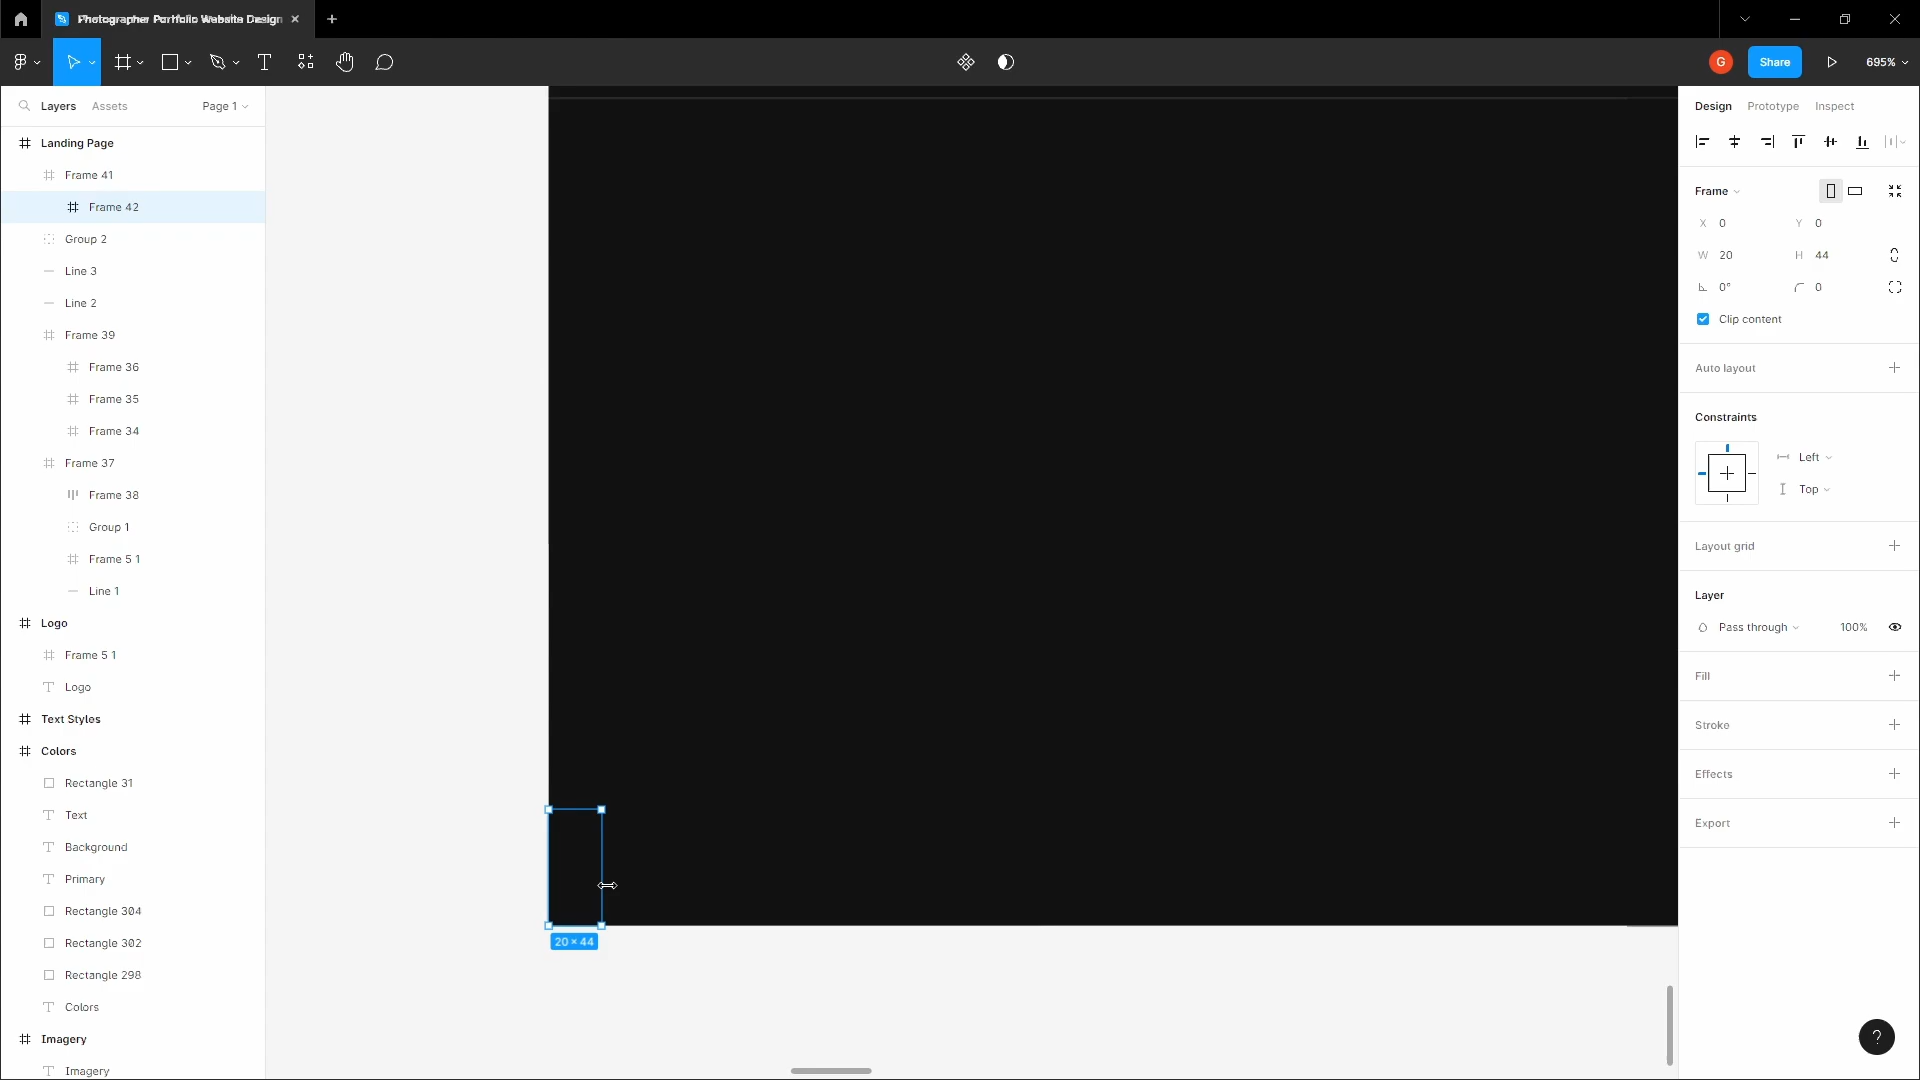 Photographer Portfolio Website Design
G
Share
695%
Layers
Assets
Page 1
Landing Page
Frame 41
Frame 42
Group 2
Line 3
Line 2
Frame 39
Frame 36
Frame 35
Frame 34
Frame 37
Frame 38
Group 1
Frame 5 1
Line 1
Logo
Frame 5 1
Logo
Text Styles
Colors
Rectangle 31
Text
Background
Primary
Rectangle 304
Rectangle 302
Rectangle 298
Colors
Imagery
Imagery
20 × 44
Design
Prototype
Inspect
Frame
X 0
Y 0
W 20
H 44
0°
0
Clip content
Auto layout
Constraints
Left
Top
Layout grid
Layer
Pass through
100%
Fill
Stroke
Effects
Export
?